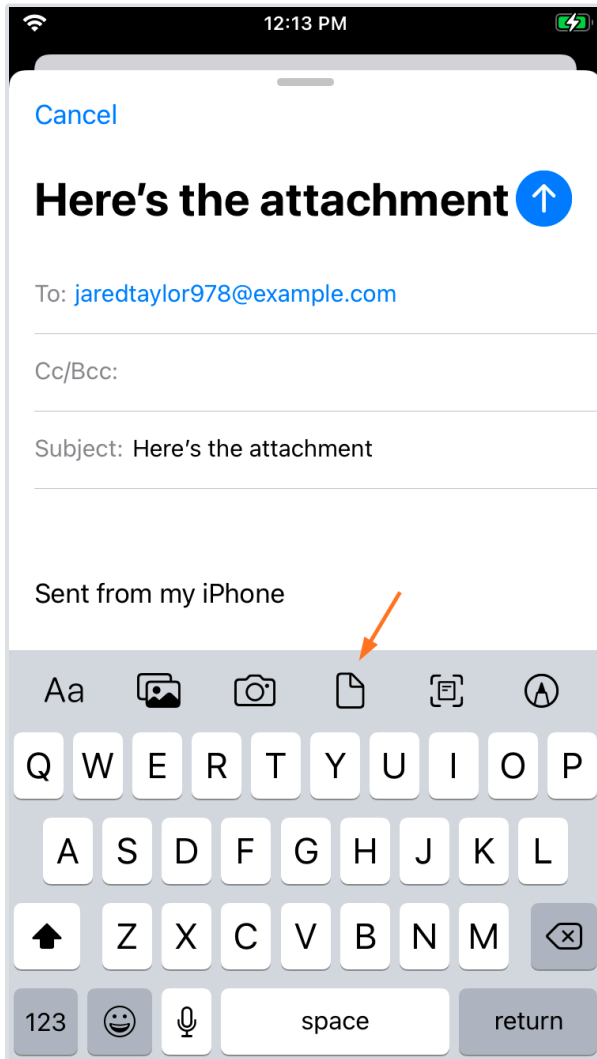 12:13 PM
Cancel
Here’s the attachment
To: jaredtaylor978@example.com
Cc/Bcc:
Subject: Here’s the attachment
Sent from my iPhone
Aa
Q W E R T Y U I O P
A S D F G H J K L
Z X C V B N M
123 space return